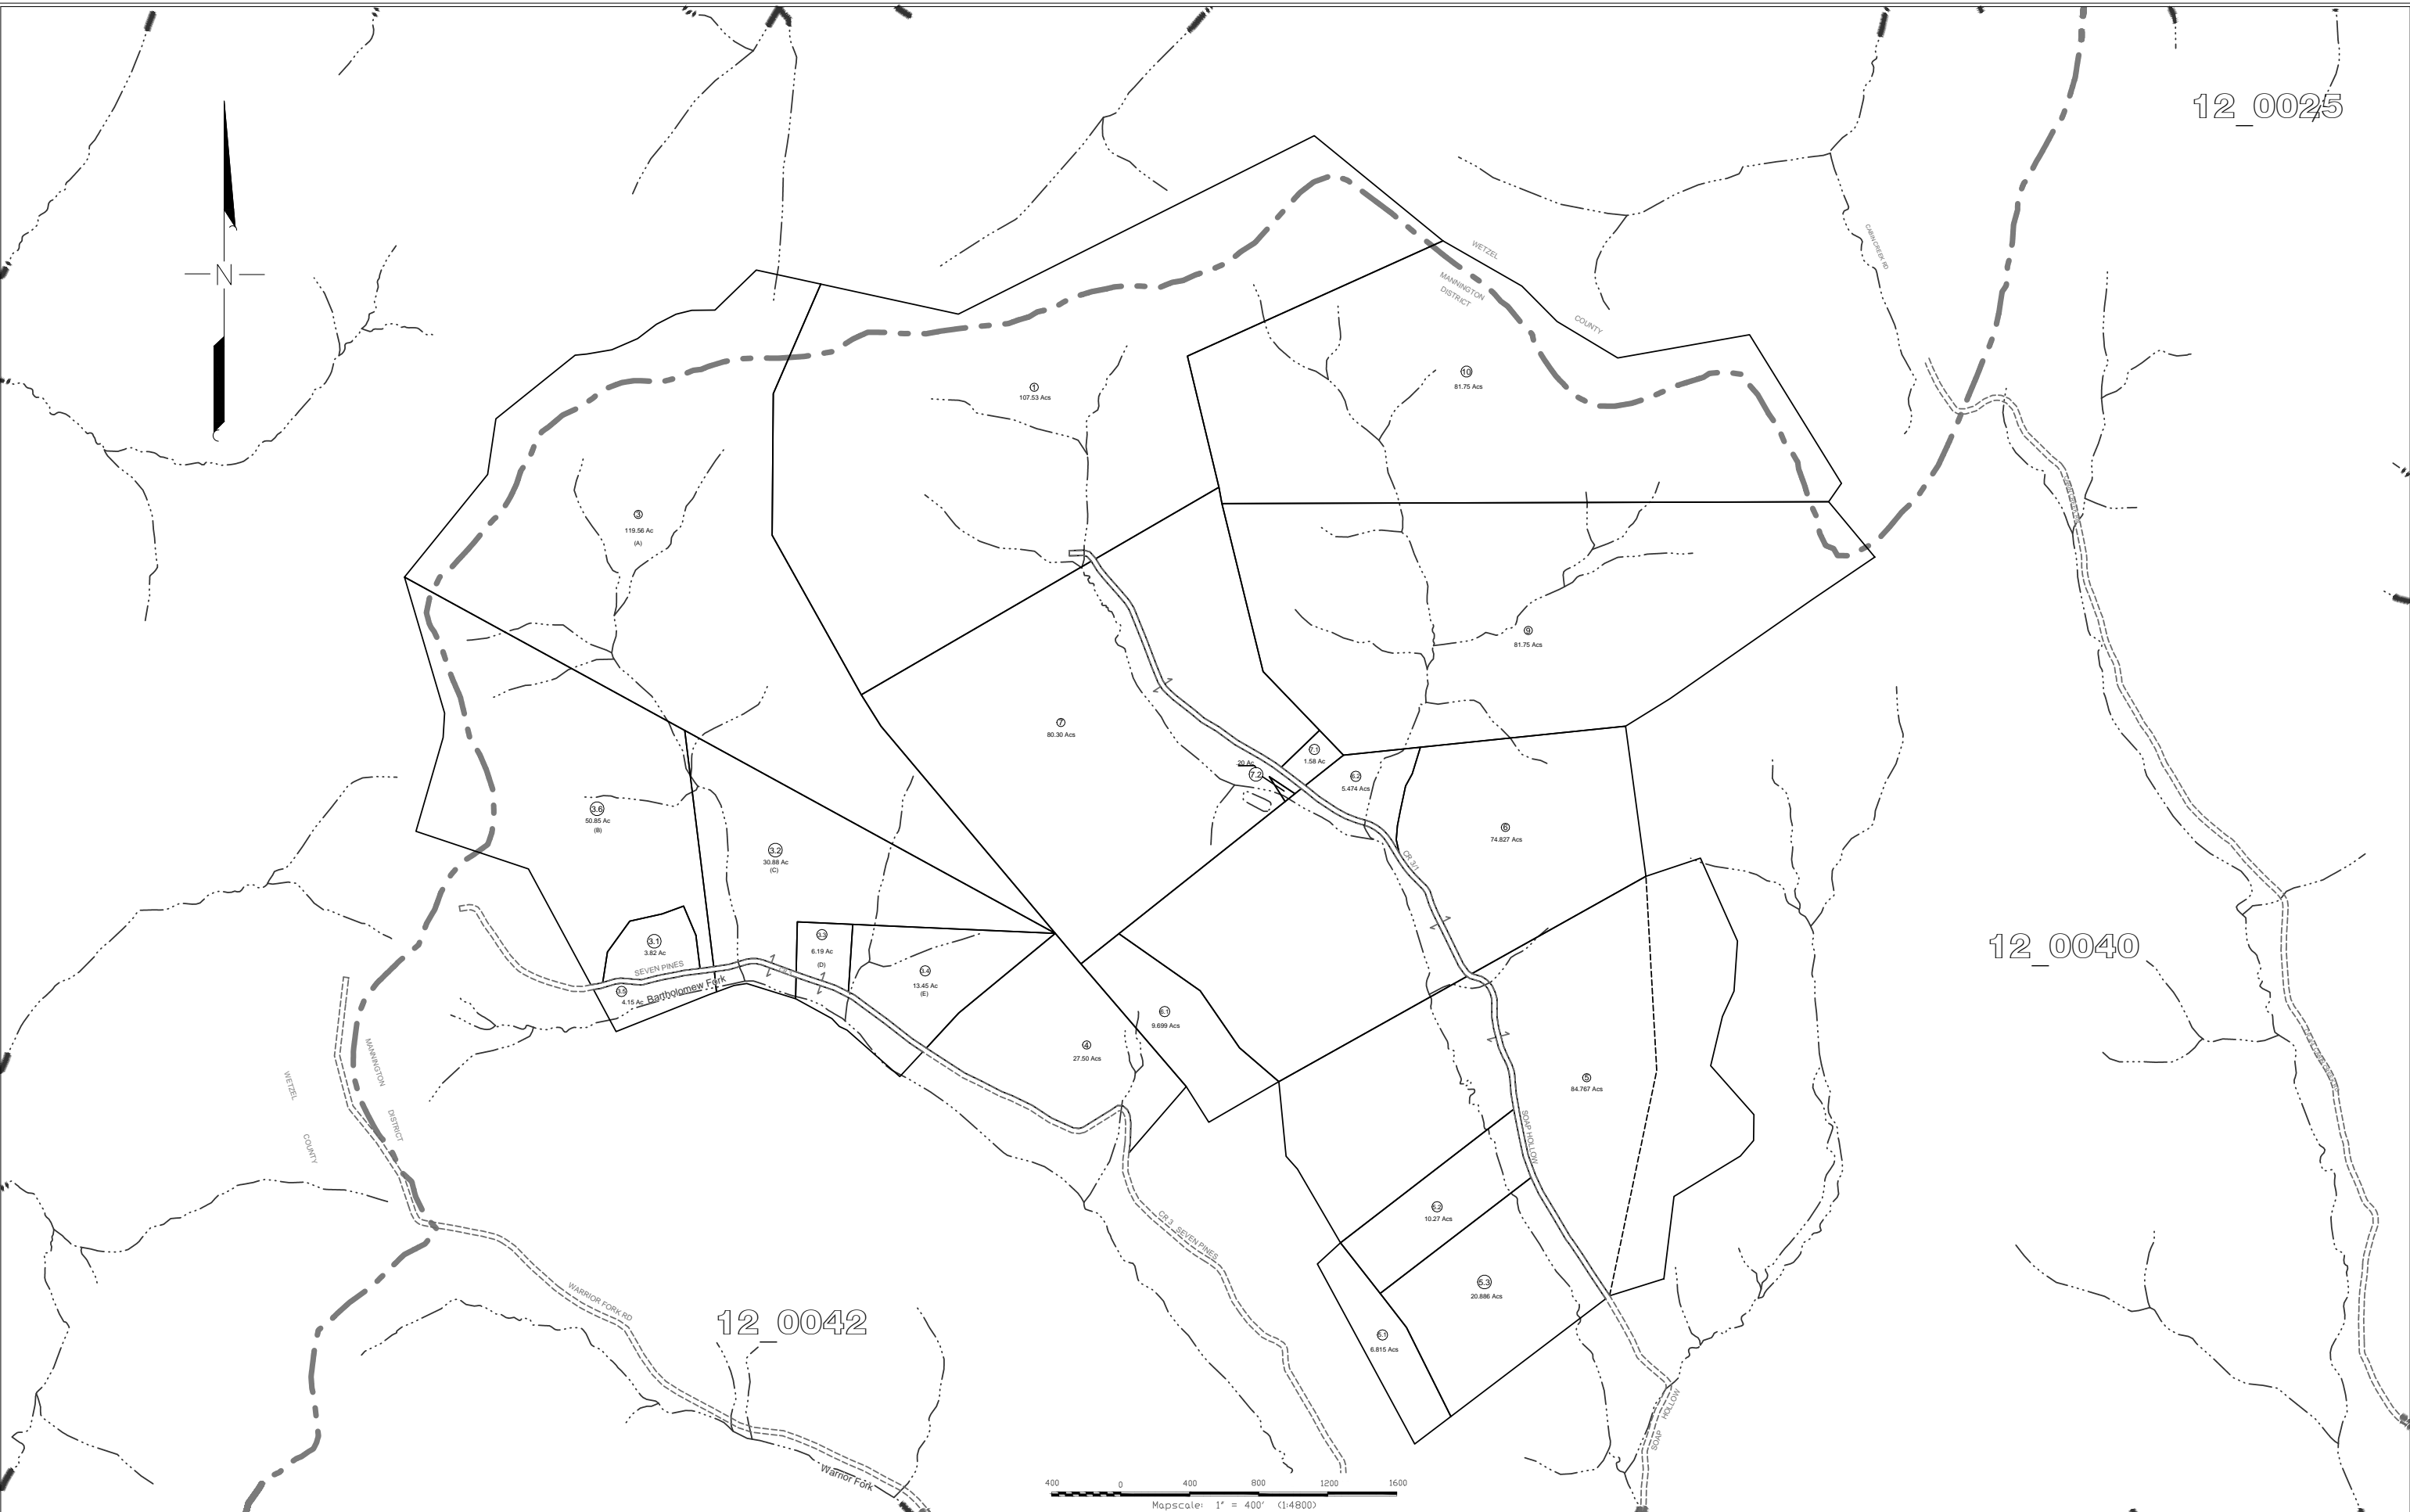 12_0025
CABIN CREEK RD
N
WETZEL
MANNINGTON
DISTRICT
COUNTY
1
107.53 Acs
10
81.75 Acs
3
119.56 Ac
(A)
9
81.75 Acs
7
80.30 Acs
7.1
1.58 Ac
.20 Ac
7.2
6.2
5.474 Acs
3.6
50.85 Ac
(B)
6
74.827 Acs
3.2
30.88 Ac
(C)
CR 3/1
3.1
3.82 Ac
3.3
6.19 Ac
(D)
12_0040
SEVEN PINES
3.4
13.45 Ac
(E)
3.5
4.15 Ac
Bartholomew Fork
6.1
9.699 Acs
4
27.50 Acs
MANNINGTON
DISTRICT
WETZEL
COUNTY
5
84.767 Acs
SOAP HOLLOW
5.2
10.27 Acs
CR 3 SEVEN PINES
5.3
20.886 Acs
WARRIOR FORK RD
12_0042
5.1
6.815 Acs
SOAP HOLLOW
Warrior Fork
400 0 400 800 1200 1600
Mapscale: 1" = 400' (1:4800)